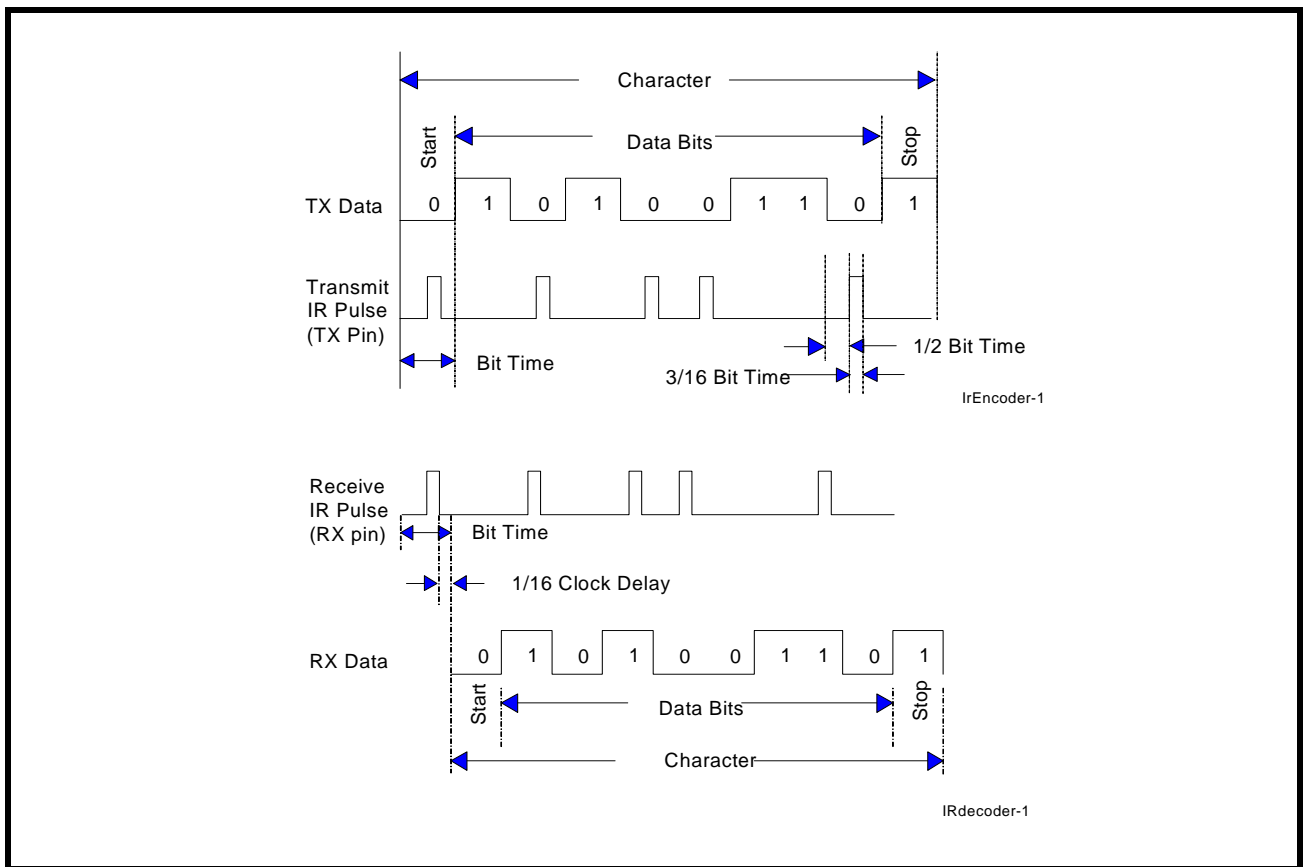 Character
Start
Data Bits
Stop
TX Data
0 1 0 1 0 0 1 1 0 1
Transmit
IR Pulse
(TX Pin)
Bit Time
1/2 Bit Time
3/16 Bit Time
IrEncoder-1
Receive
IR Pulse
(RX pin)
Bit Time
1/16 Clock Delay
RX Data
0 1 0 1 0 0 1 1 0 1
Start
Data Bits
Stop
Character
IRdecoder-1